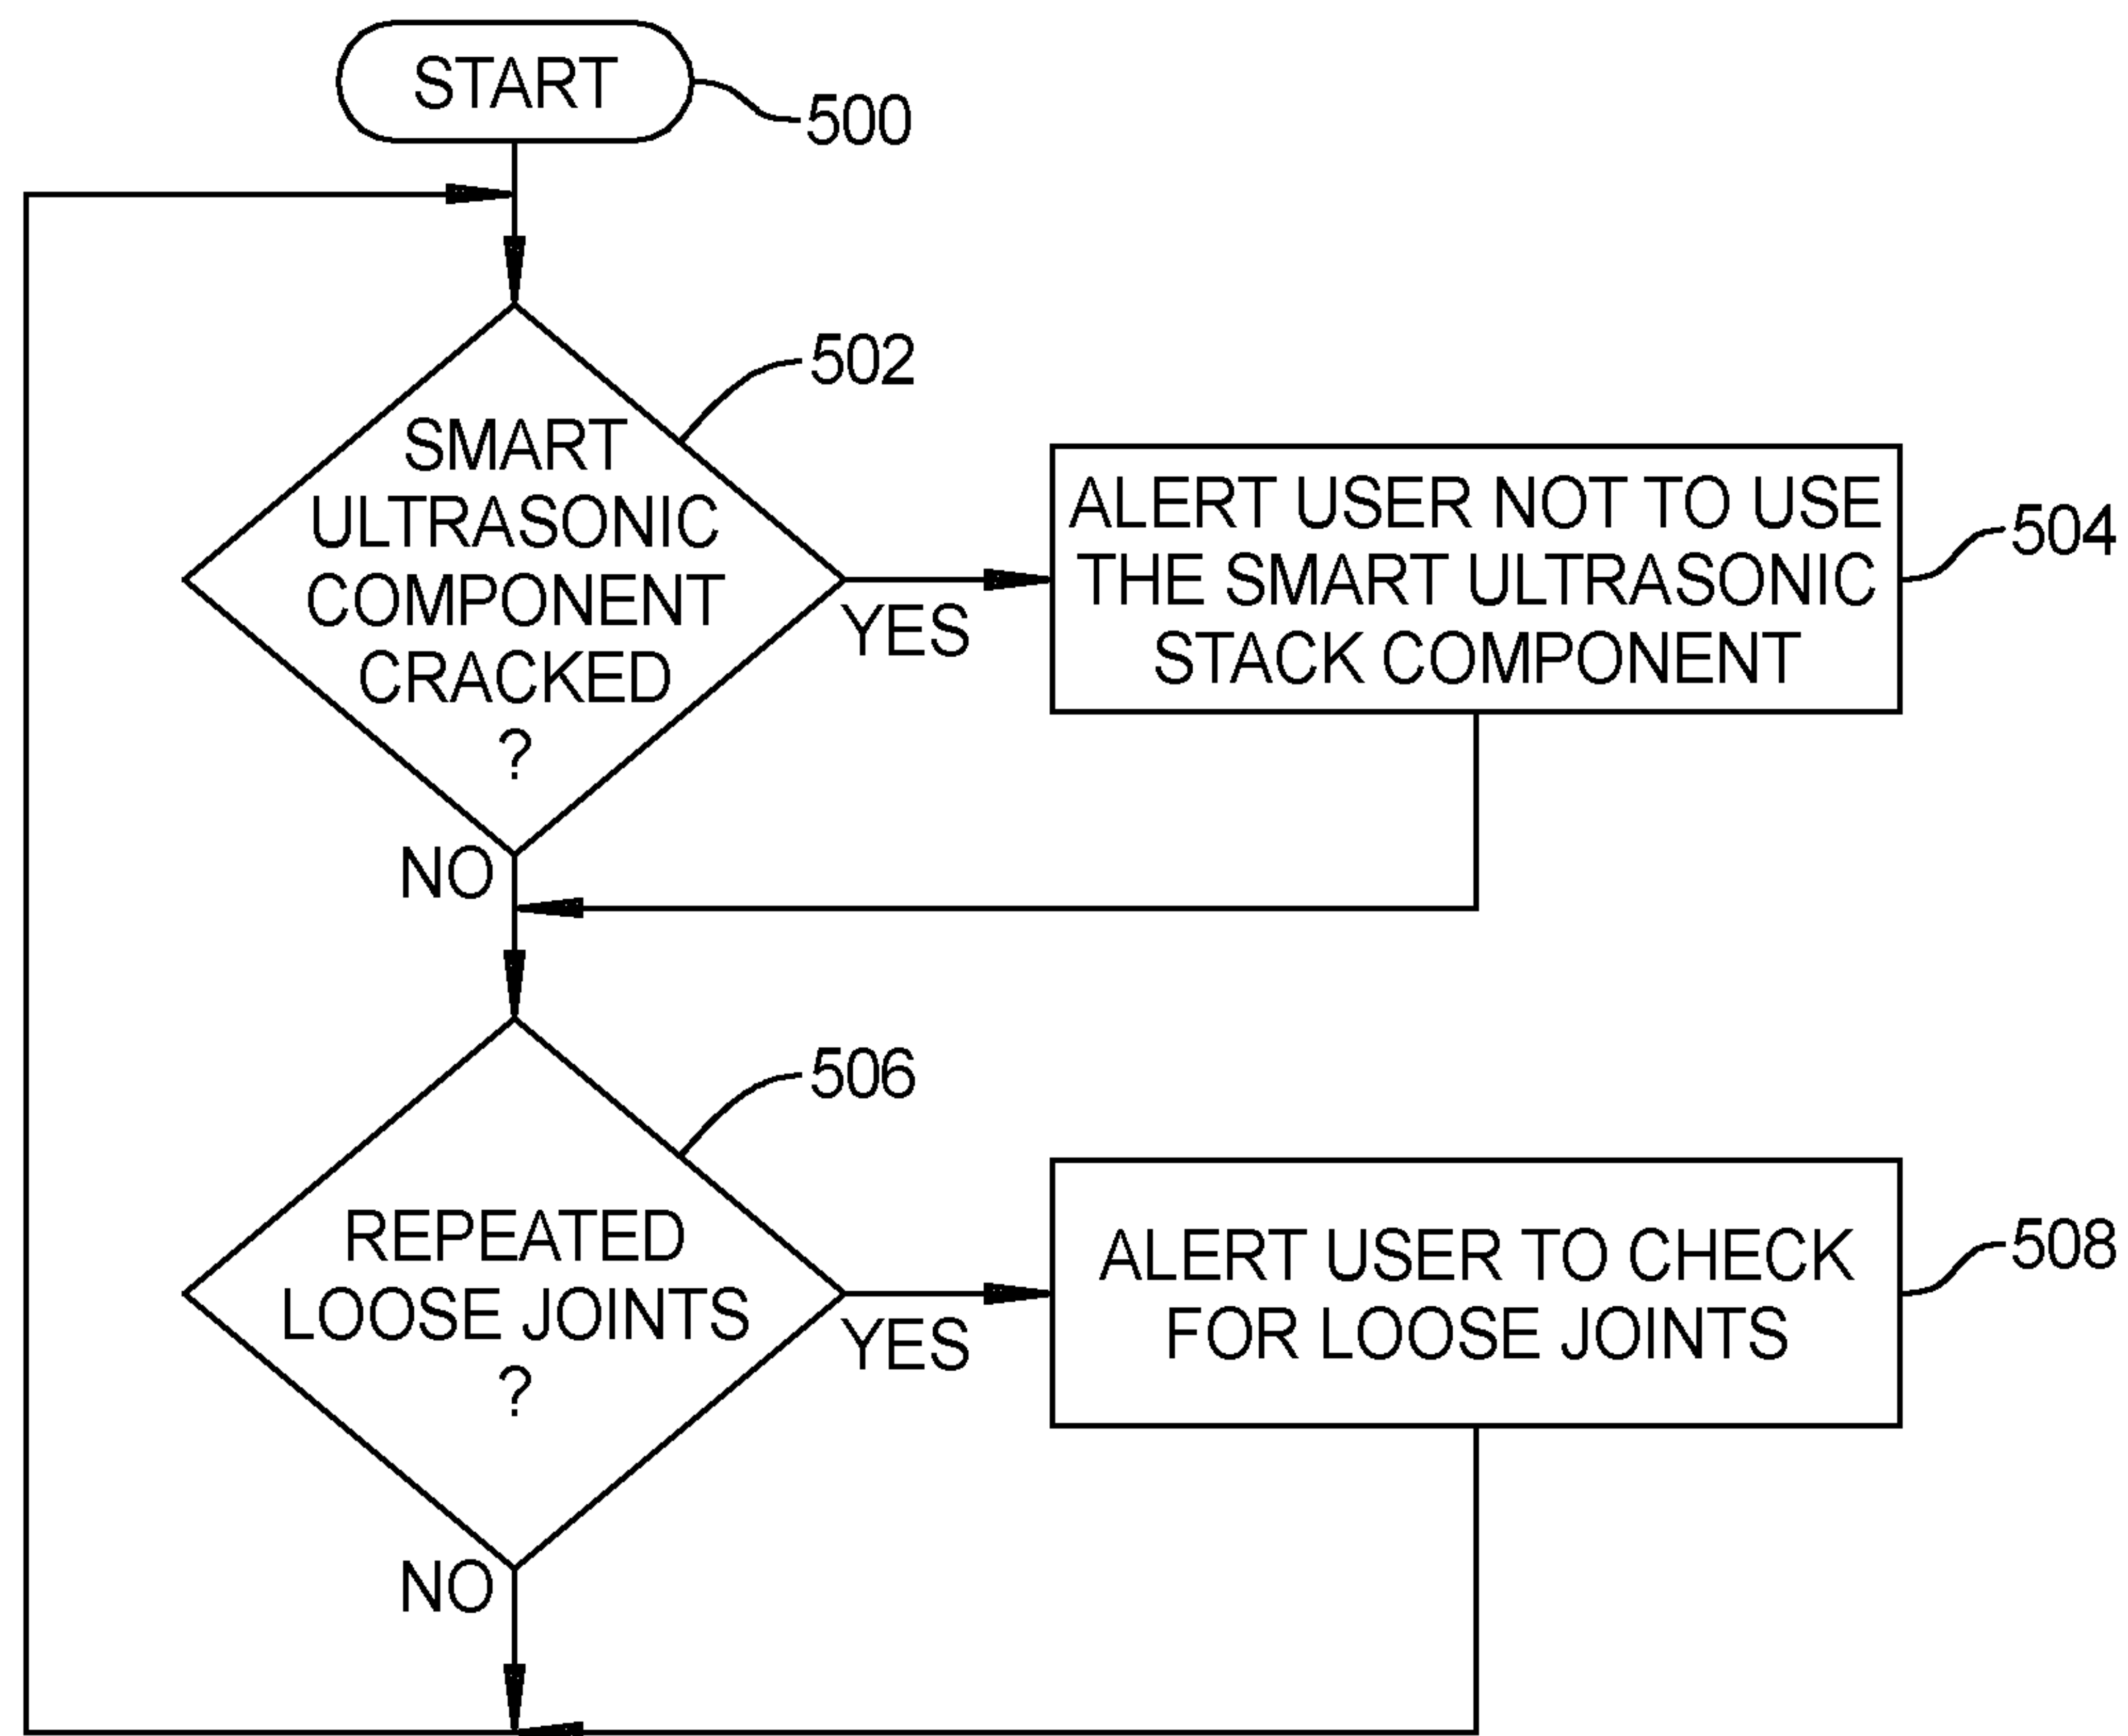 START
500
502
SMART
ULTRASONIC
COMPONENT
CRACKED
?
YES
ALERT USER NOT TO USE
THE SMART ULTRASONIC
STACK COMPONENT
504
NO
506
REPEATED
LOOSE JOINTS
?
YES
ALERT USER TO CHECK
FOR LOOSE JOINTS
508
NO